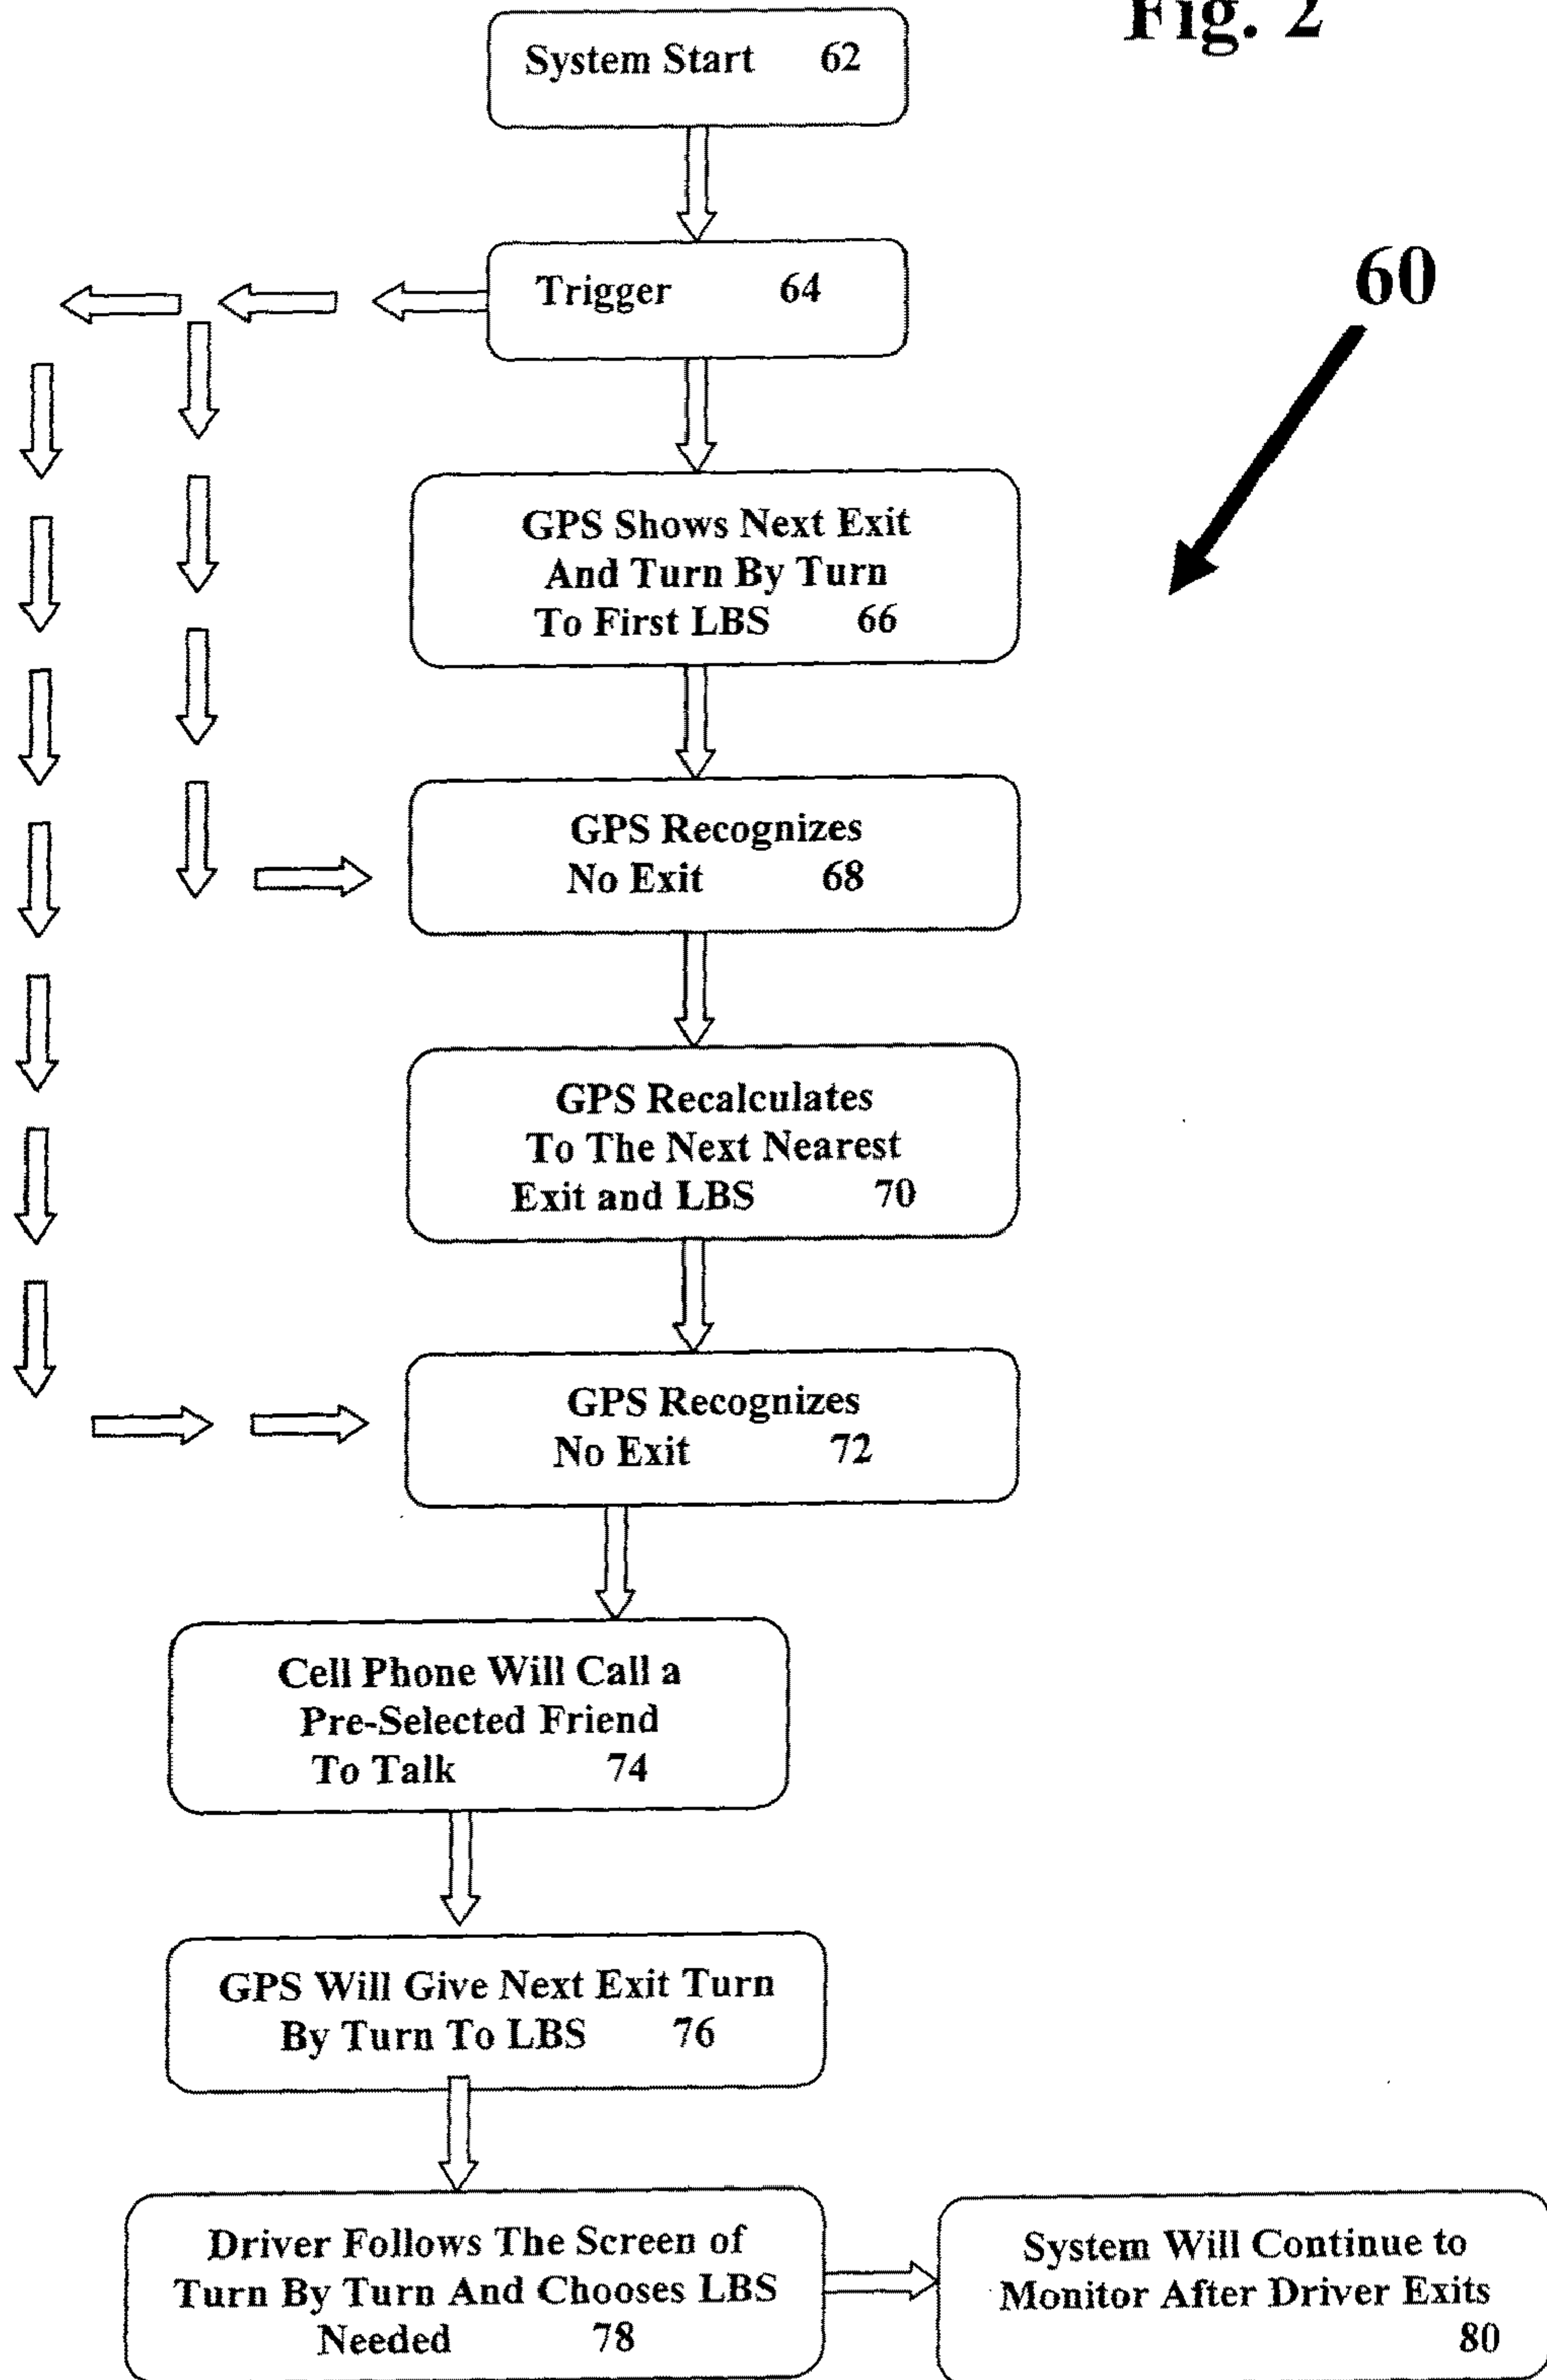 Fig. 2
System Start 62
Trigger 64
60
GPS Shows Next Exit
And Turn By Turn
To First LBS 66
GPS Recognizes
No Exit 68
GPS Recalculates
To The Next Nearest
Exit and LBS 70
GPS Recognizes
No Exit 72
Cell Phone Will Call a
Pre-Selected Friend
To Talk 74
GPS Will Give Next Exit Turn
By Turn To LBS 76
Driver Follows The Screen of
Turn By Turn And Chooses LBS
Needed 78
System Will Continue to
Monitor After Driver Exits
80